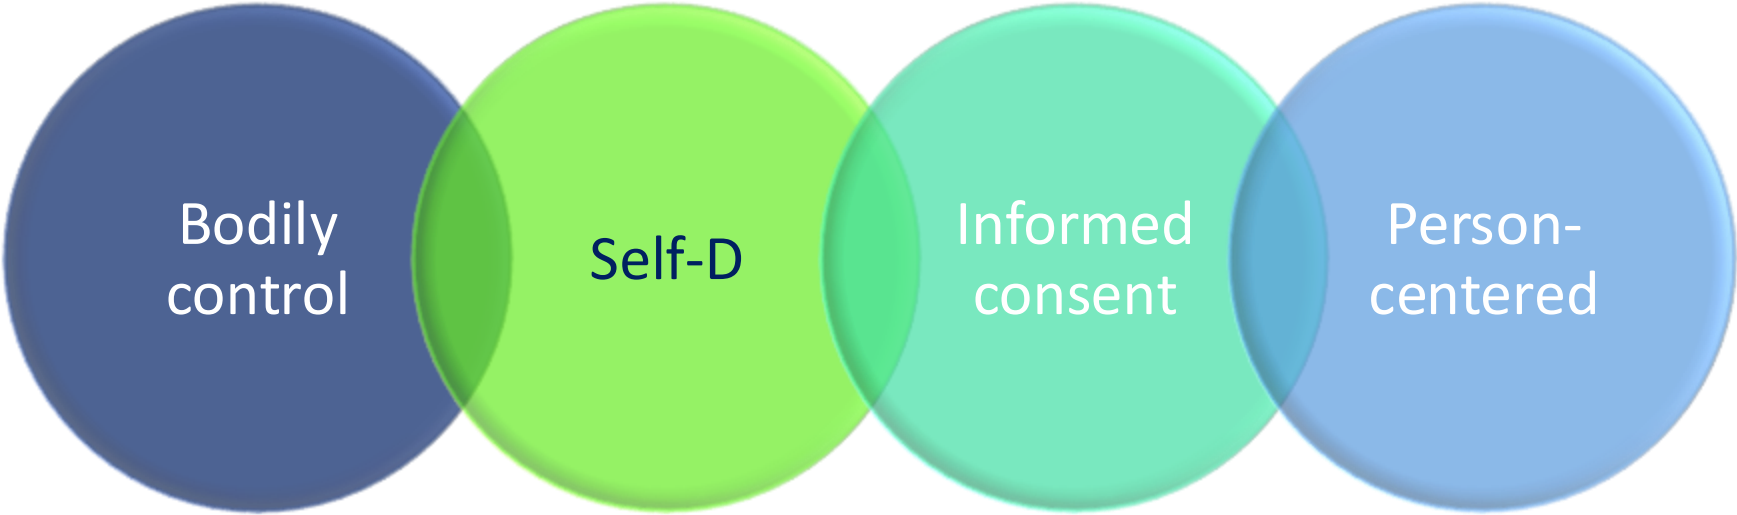 Bodily
control
Self-D
Informed
consent
Person-
centered